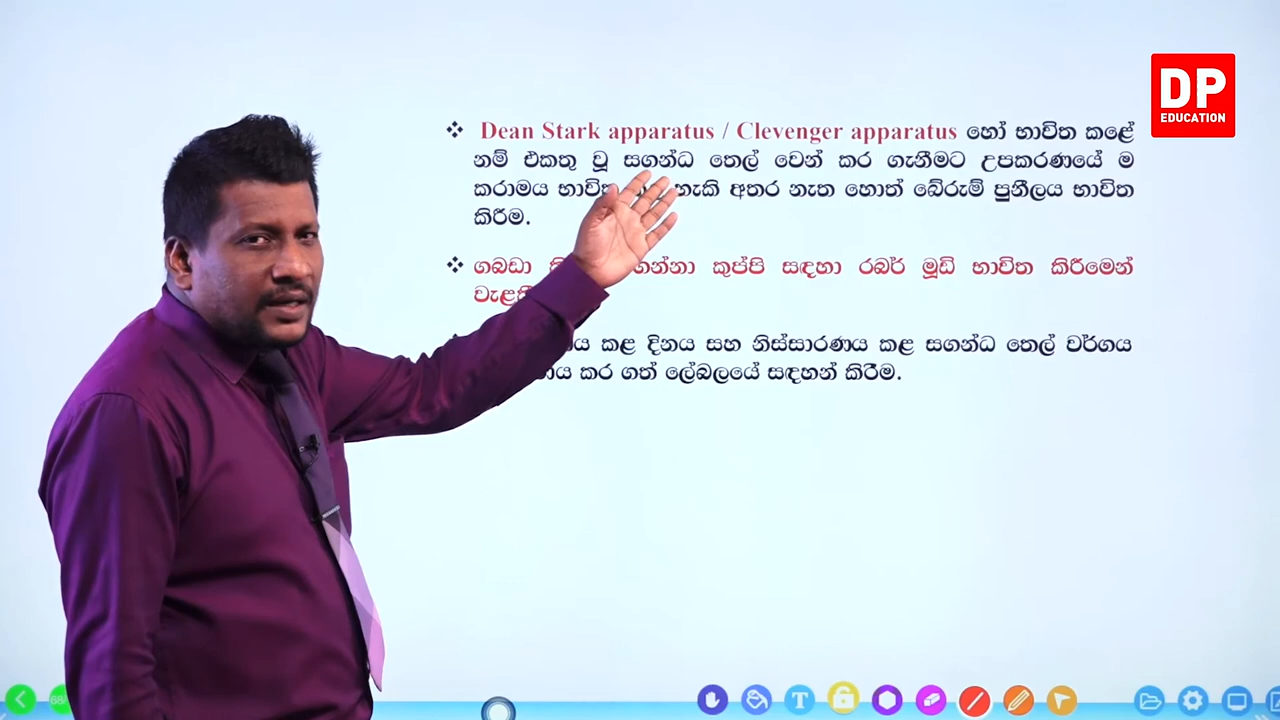 DP
EDUCATION
❖ Dean Stark apparatus / Clevenger apparatus හෝ භාවිත කළේ
නම් එකතු වූ සගන්ධ තෙල් වෙන් කර ගැනීමට උපකරණයේ ම
කරාමය භාවිත හැකි අතර නැත හොත් බේරුම් පුනීලය භාවිත
කිරීම.
❖ ගබඩා කුප්පි සඳහා රබර් මූඩි භාවිත කිරීමෙන්
කළ දිනය සහ නිස්සාරණය කළ සගන්ධ තෙල් වර්ගය
කර ගත් ලේබලයේ සඳහන් කිරීම.
68
T